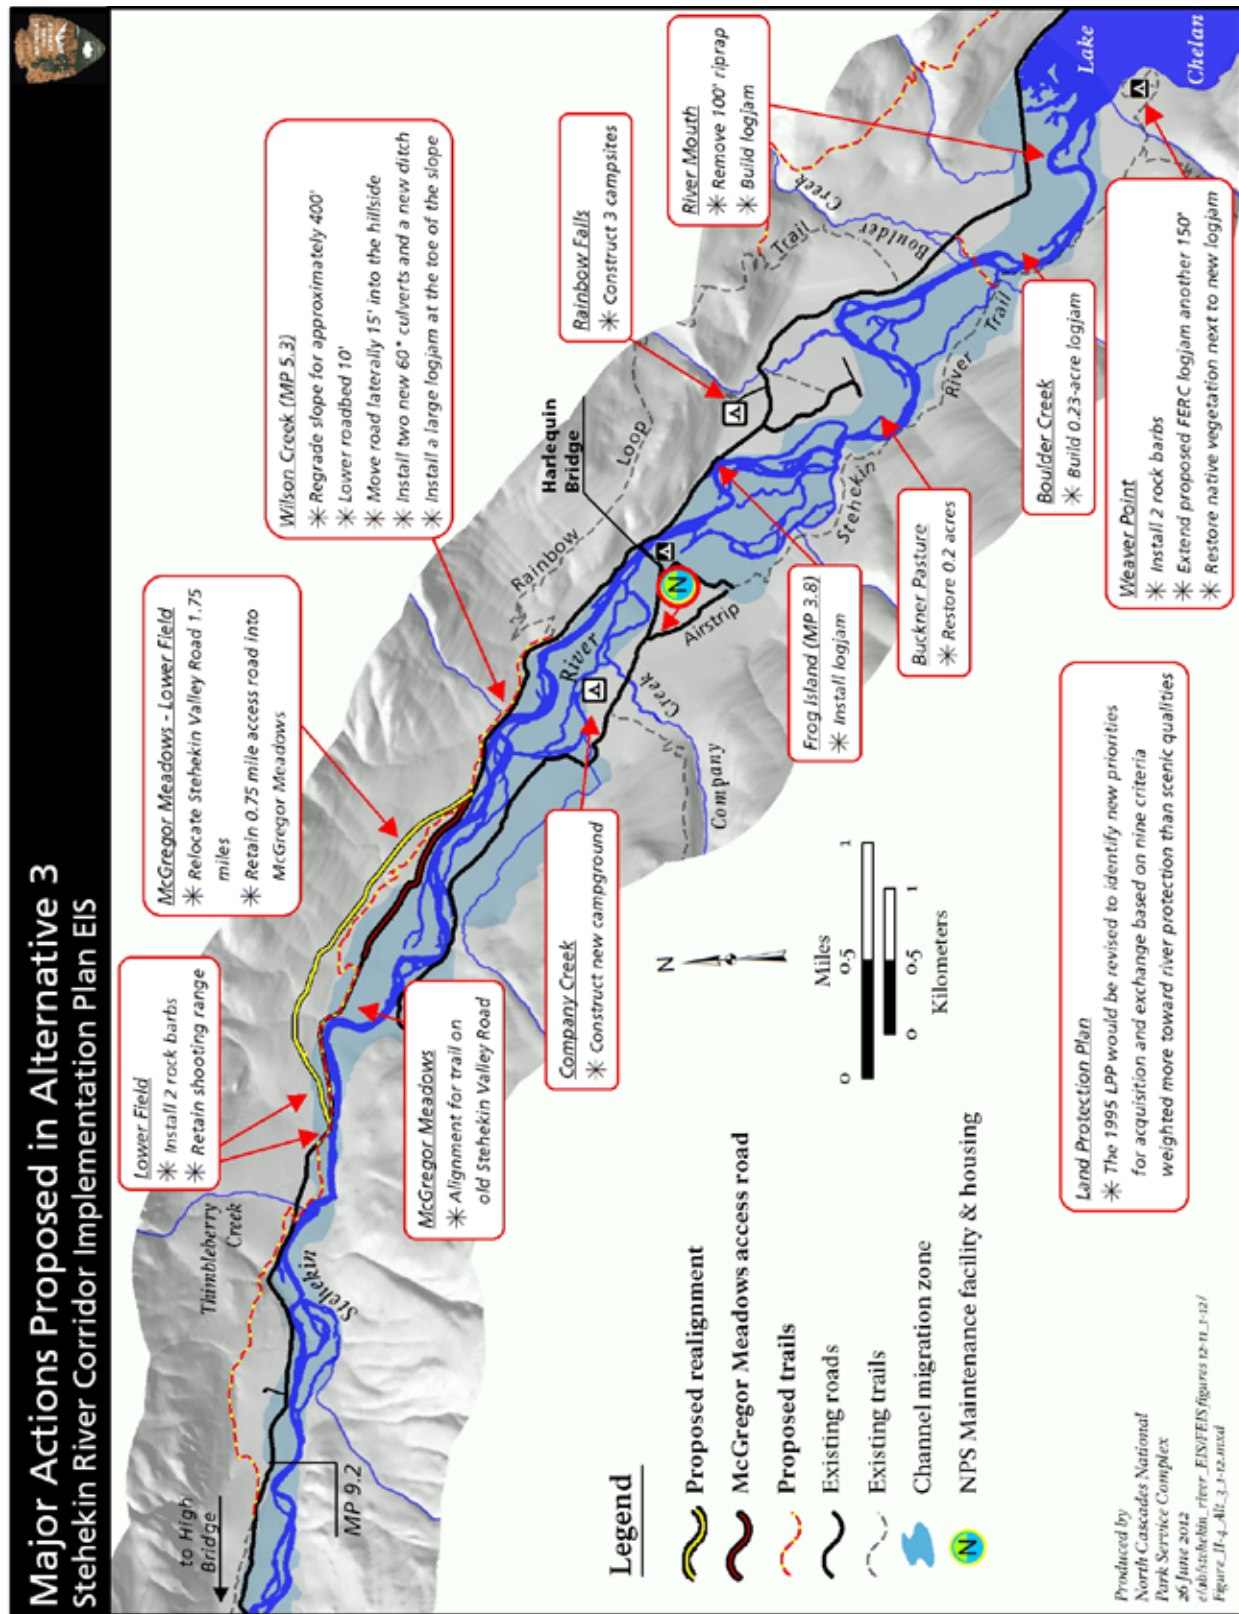 Major Actions Proposed in Alternative 3
Stehekin River Corridor Implementation Plan EIS
to High
Bridge
MP 9.2
Thimbleberry
Creek
Stehekin
Lower Field
✳ Install 2 rock barbs
✳ Retain shooting range
McGregor Meadows - Lower Field
✳ Relocate Stehekin Valley Road 1.75
miles
✳ Retain 0.75 mile access road into
McGregor Meadows
Wilson Creek (MP 5.3)
✳ Regrade slope for approximately 400'
✳ Lower roadbed 10'
✳ Move road laterally 15' into the hillside
✳ Install two new 60" culverts and a new ditch
✳ Install a large logjam at the toe of the slope
McGregor Meadows
✳ Alignment for trail on
old Stehekin Valley Road
Company Creek
✳ Construct new campground
Rainbow
Loop
Trail
Harlequin
Bridge
River
Company
Creek
Airstrip
N
Rainbow Falls
✳ Construct 3 campsites
River Mouth
✳ Remove 100' riprap
✳ Build logjam
Boulder
Creek
Lake
Chelan
Stehekin
River
Trail
Frog Island (MP 3.8)
✳ Install logjam
Buckner Pasture
✳ Restore 0.2 acres
Boulder Creek
✳ Build 0.23-acre logjam
Weaver Point
✳ Install 2 rock barbs
✳ Extend proposed FERC logjam another 150'
✳ Restore native vegetation next to new logjam
Land Protection Plan
✳ The 1995 LPP would be revised to identify new priorities
for acquisition and exchange based on nine criteria
weighted more toward river protection than scenic qualities
N
Miles
0 0.5 1
0 0.5 1
Kilometers
Legend
Proposed realignment
McGregor Meadows access road
Proposed trails
Existing roads
Existing trails
Channel migration zone
N NPS Maintenance facility & housing
Produced by
North Cascades National
Park Service Complex
26 June 2012